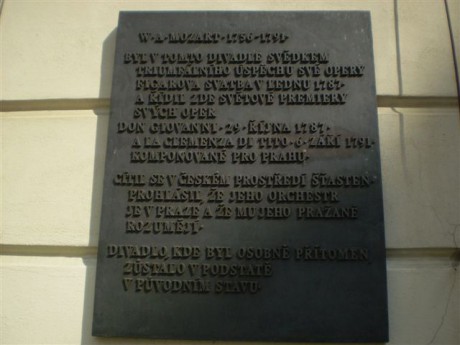 W·A·MOZART·1756-1791·
BYL V TOMTO DIVADLE SVĚDKEM
TRIUMFÁLNÍHO ÚSPĚCHU SVÉ OPERY
FIGAROVA SVATBA V LEDNU 1787·
A ŘÍDIL ZDE SVĚTOVÉ PREMIERY
SVÝCH OPER
DON GIOVANNI·29·ŘÍJNA 1787·
A LA CLEMENZA DI TITO·6·ZÁŘÍ 1791·
KOMPONOVANÉ PRO PRAHU·
CÍTIL SE V ČESKÉM PROSTŘEDÍ ŠŤASTEN·
PROHLÁSIL, ŽE JEHO ORCHESTR
JE V PRAZE A ŽE MU JEHO PRAŽANÉ
ROZUMĚJÍ·
DIVADLO, KDE BYL OSOBNĚ PŘÍTOMEN
ZŮSTALO V PODSTATĚ
V PŮVODNÍM STAVU·